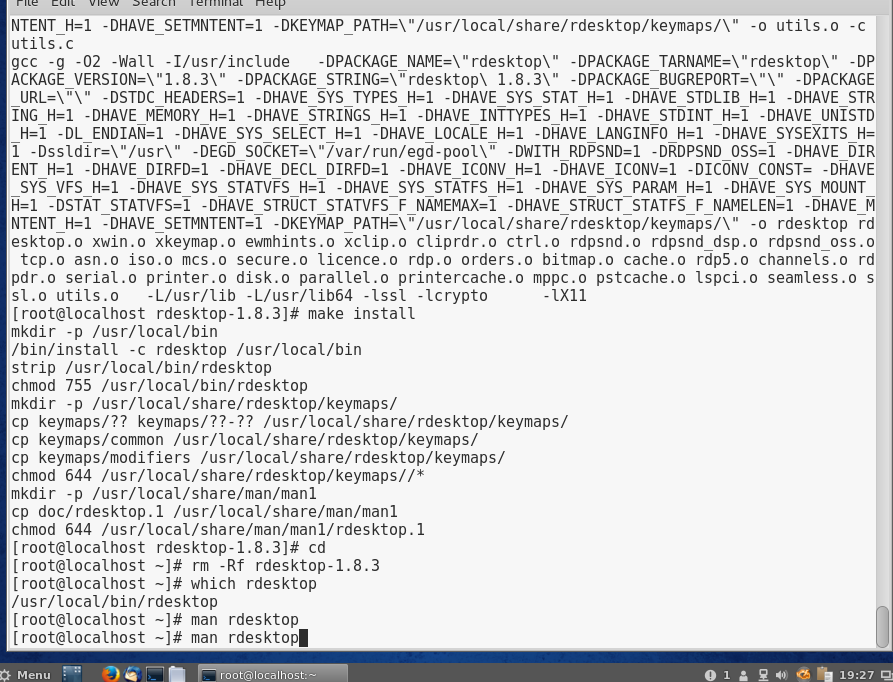 File Edit View Search Terminal Help
NTENT_H=1 -DHAVE_SETMNTENT=1 -DKEYMAP_PATH=\"/usr/local/share/rdesktop/keymaps/\" -o utils.o -c
utils.c
gcc -g -O2 -Wall -I/usr/include   -DPACKAGE_NAME=\"rdesktop\" -DPACKAGE_TARNAME=\"rdesktop\" -DP
ACKAGE_VERSION=\"1.8.3\" -DPACKAGE_STRING=\"rdesktop\ 1.8.3\" -DPACKAGE_BUGREPORT=\"\" -DPACKAGE
_URL=\"\" -DSTDC_HEADERS=1 -DHAVE_SYS_TYPES_H=1 -DHAVE_SYS_STAT_H=1 -DHAVE_STDLIB_H=1 -DHAVE_STR
ING_H=1 -DHAVE_MEMORY_H=1 -DHAVE_STRINGS_H=1 -DHAVE_INTTYPES_H=1 -DHAVE_STDINT_H=1 -DHAVE_UNISTD
_H=1 -DL_ENDIAN=1 -DHAVE_SYS_SELECT_H=1 -DHAVE_LOCALE_H=1 -DHAVE_LANGINFO_H=1 -DHAVE_SYSEXITS_H=
1 -Dssldir=\"/usr\" -DEGD_SOCKET=\"/var/run/egd-pool\" -DWITH_RDPSND=1 -DRDPSND_OSS=1 -DHAVE_DIR
ENT_H=1 -DHAVE_DIRFD=1 -DHAVE_DECL_DIRFD=1 -DHAVE_ICONV_H=1 -DHAVE_ICONV=1 -DICONV_CONST= -DHAVE
_SYS_VFS_H=1 -DHAVE_SYS_STATVFS_H=1 -DHAVE_SYS_STATFS_H=1 -DHAVE_SYS_PARAM_H=1 -DHAVE_SYS_MOUNT_
H=1 -DSTAT_STATVFS=1 -DHAVE_STRUCT_STATVFS_F_NAMEMAX=1 -DHAVE_STRUCT_STATFS_F_NAMELEN=1 -DHAVE_M
NTENT_H=1 -DHAVE_SETMNTENT=1 -DKEYMAP_PATH=\"/usr/local/share/rdesktop/keymaps/\" -o rdesktop rd
esktop.o xwin.o xkeymap.o ewmhints.o xclip.o cliprdr.o ctrl.o rdpsnd.o rdpsnd_dsp.o rdpsnd_oss.o
 tcp.o asn.o iso.o mcs.o secure.o licence.o rdp.o orders.o bitmap.o cache.o rdp5.o channels.o rd
pdr.o serial.o printer.o disk.o parallel.o printercache.o mppc.o pstcache.o lspci.o seamless.o s
sl.o utils.o   -L/usr/lib -L/usr/lib64 -lssl -lcrypto      -lX11
[root@localhost rdesktop-1.8.3]# make install
mkdir -p /usr/local/bin
/bin/install -c rdesktop /usr/local/bin
strip /usr/local/bin/rdesktop
chmod 755 /usr/local/bin/rdesktop
mkdir -p /usr/local/share/rdesktop/keymaps/
cp keymaps/?? keymaps/??-?? /usr/local/share/rdesktop/keymaps/
cp keymaps/common /usr/local/share/rdesktop/keymaps/
cp keymaps/modifiers /usr/local/share/rdesktop/keymaps/
chmod 644 /usr/local/share/rdesktop/keymaps//*
mkdir -p /usr/local/share/man/man1
cp doc/rdesktop.1 /usr/local/share/man/man1
chmod 644 /usr/local/share/man/man1/rdesktop.1
[root@localhost rdesktop-1.8.3]# cd
[root@localhost ~]# rm -Rf rdesktop-1.8.3
[root@localhost ~]# which rdesktop
/usr/local/bin/rdesktop
[root@localhost ~]# man rdesktop
[root@localhost ~]# man rdesktop
Menu root@localhost:~ 1 19:27